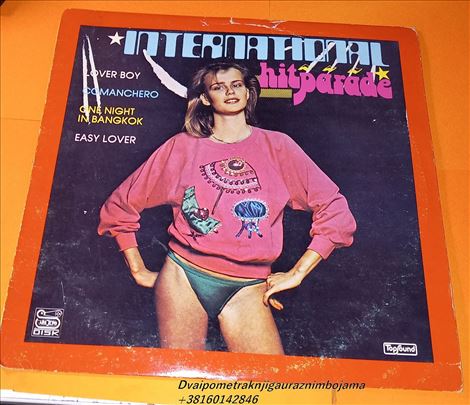 INTERNATIONAL
hitparade
LOVER BOY
COMANCHERO
ONE NIGHT
IN BANGKOK
EASY LOVER
DISK
Topsound
Dvaipometraknjigauraznimbojama
+38160142846